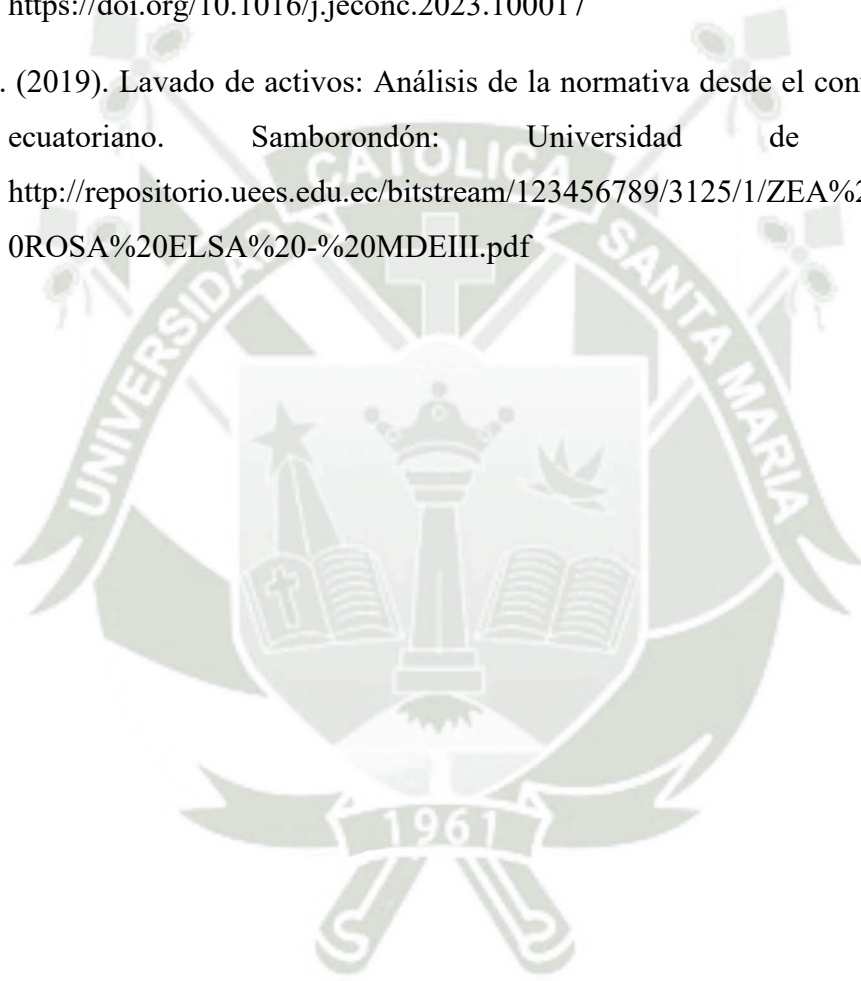 https://doi.org/10.1016/j.jeconc.2023.100017
. (2019). Lavado de activos: Análisis de la normativa desde el con
ecuatoriano. Samborondón: Universidad de
http://repositorio.uees.edu.ec/bitstream/123456789/3125/1/ZEA%2
0ROSA%20ELSA%20-%20MDEIII.pdf
UNIVERSIDAD CATOLICA SANTA MARIA
1961